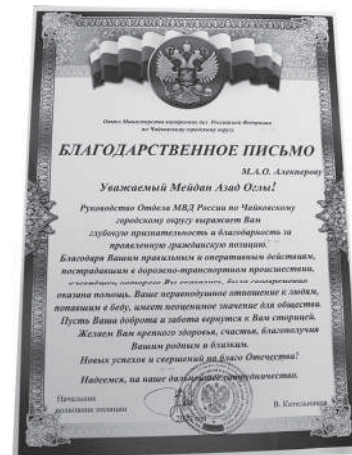 Отдел Министерства внутренних дел Российской Федерации
по Чайковскому городскому округу
БЛАГОДАРСТВЕННОЕ ПИСЬМО
М.А.О. Алекперову
Уважаемый Мейдан Азад Оглы!
Руководство Отдела МВД России по Чайковскому
городскому округу выражает Вам
глубокую признательность и благодарность за
проявленную гражданскую позицию.
Благодаря Вашим правильным и оперативным действиям,
пострадавшим в дорожно-транспортном происшествии,
очевидцем которого Вы оказались, была своевременно
оказана помощь. Ваше неравнодушное отношение к людям,
попавшим в беду, имеет неоценимое значение для общества.
Пусть Ваша доброта и забота вернутся к Вам сторицей.
Желаем Вам крепкого здоровья, счастья, благополучия
Вашим родным и близким.
Новых успехов и свершений на благо Отечества!
Надеемся, на наше дальнейшее сотрудничество.
Начальник
полковник полиции
В. Котельников